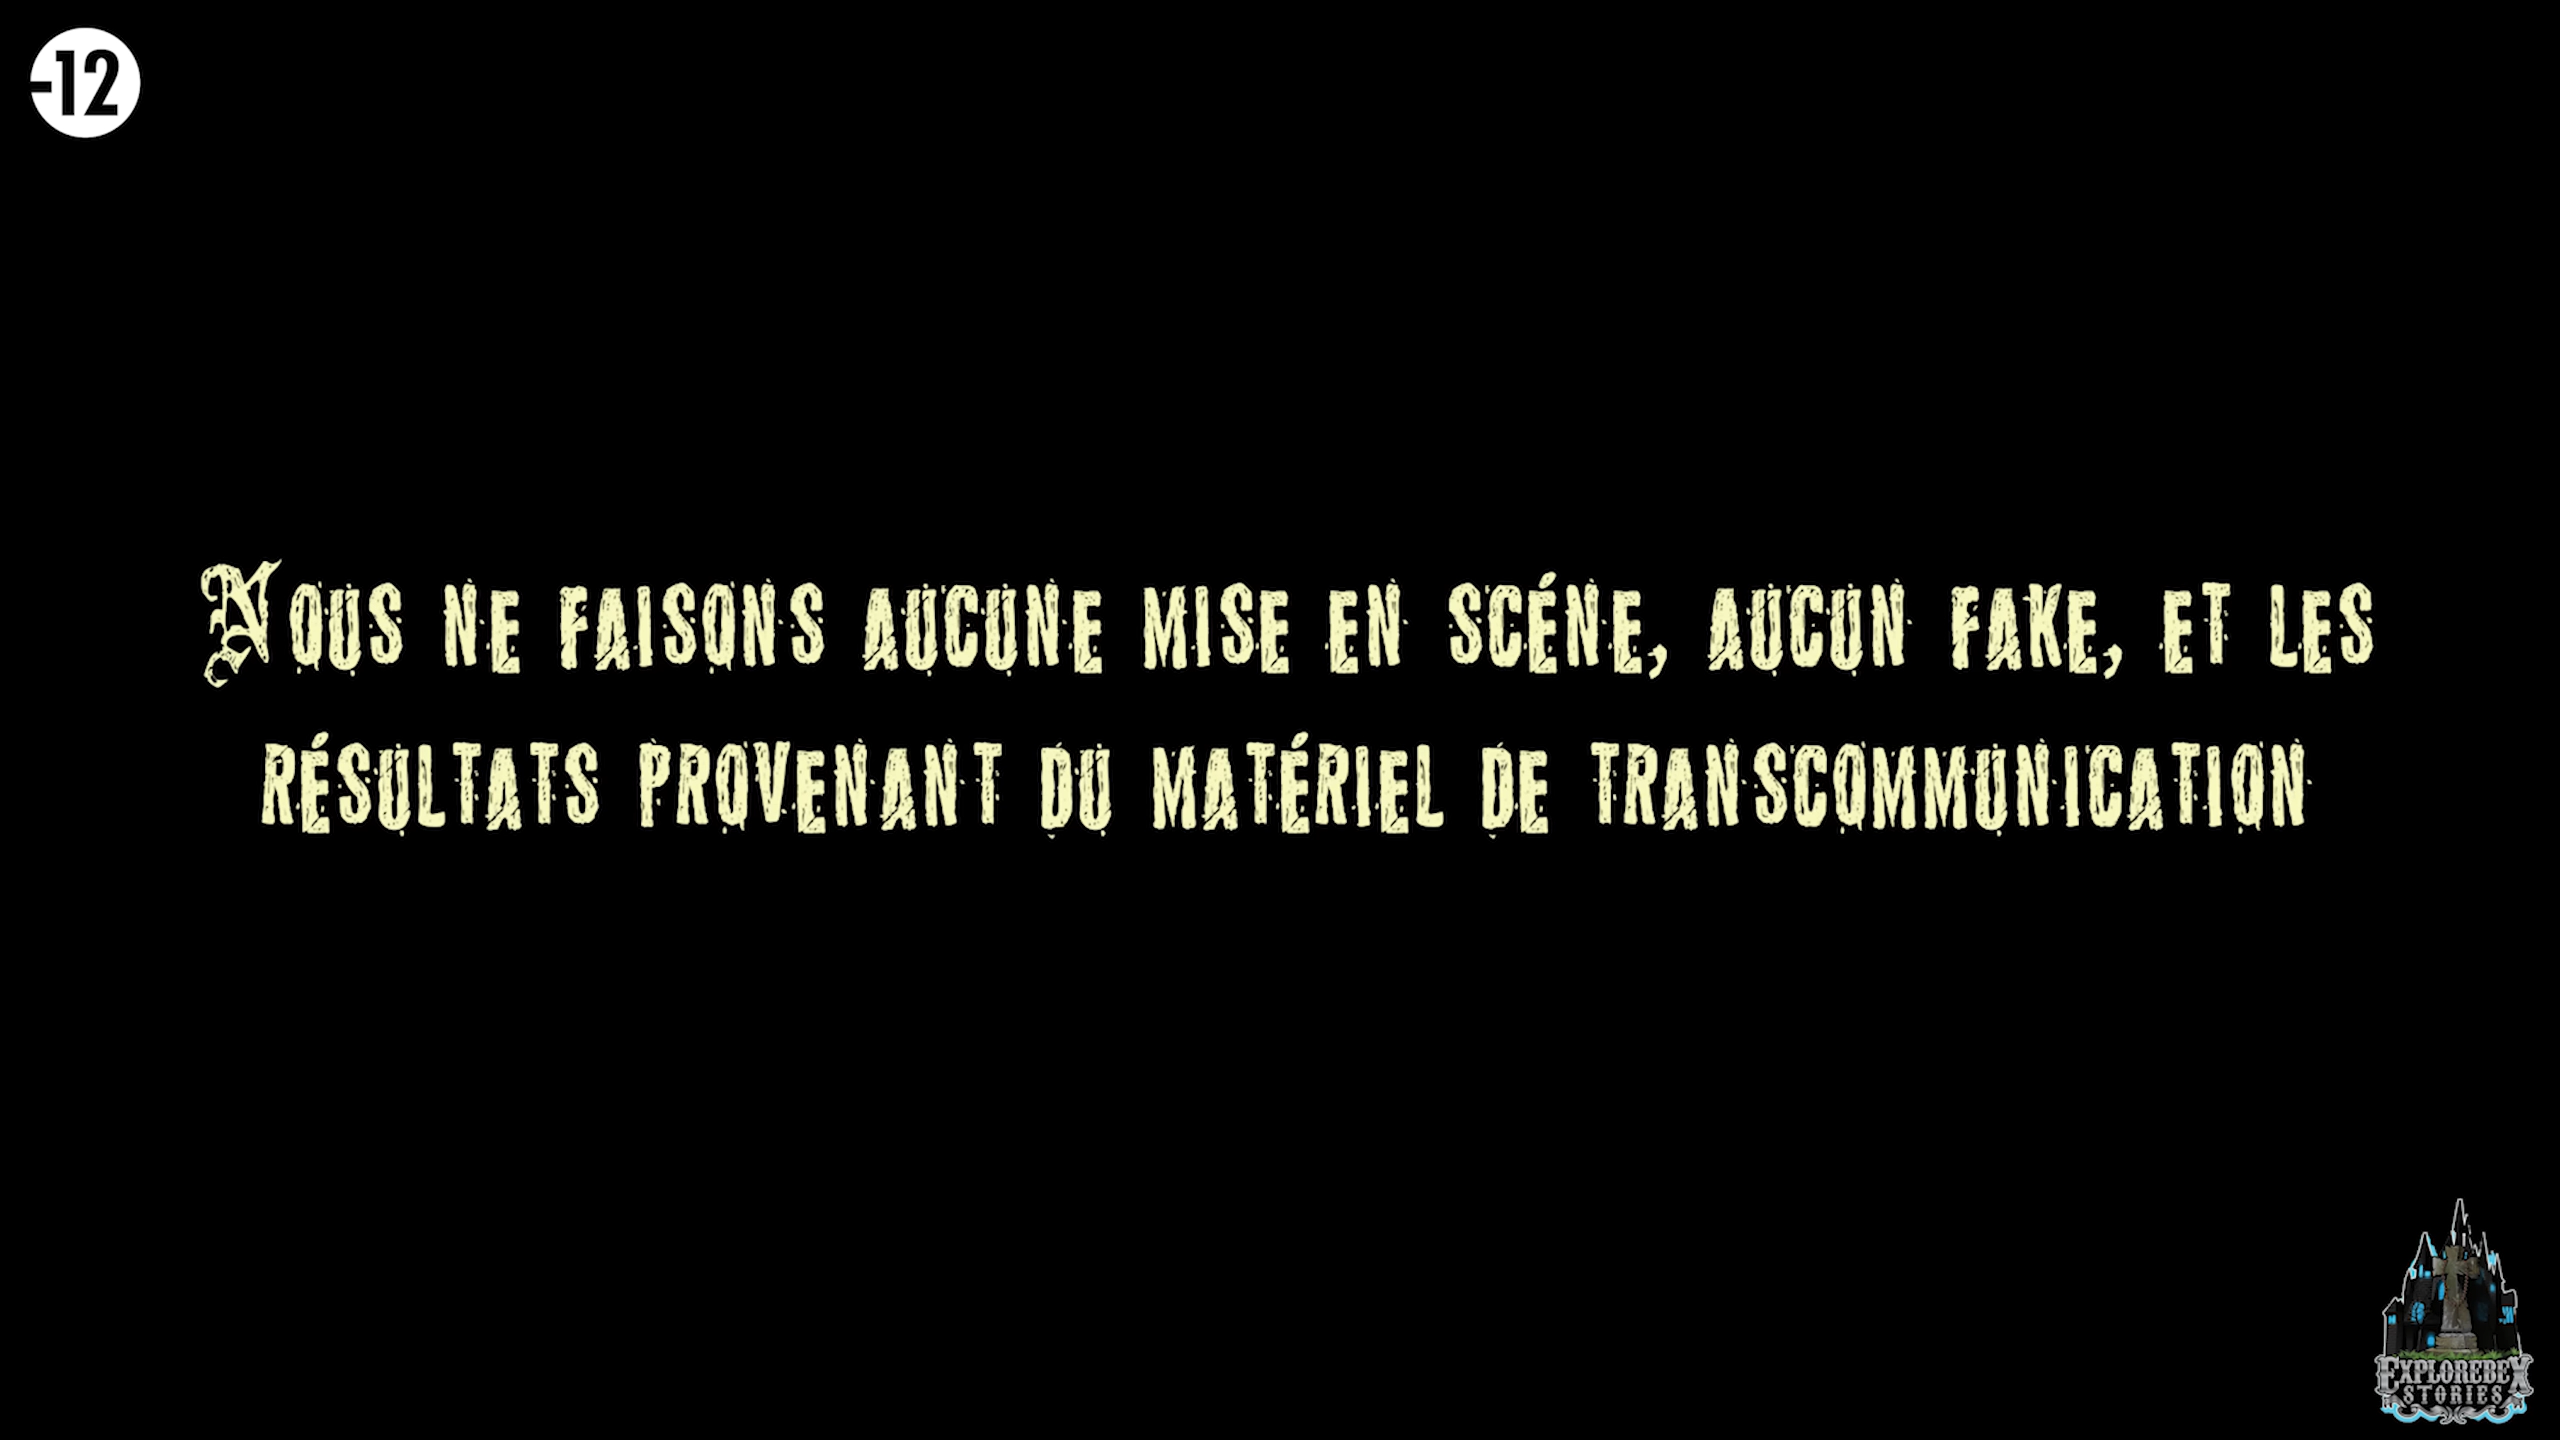 -12
Nous ne faisons aucune mise en scéne, aucun fake, et les
résultats provenant du matériel de transcommunication
EXPLOREBEX
STORIES